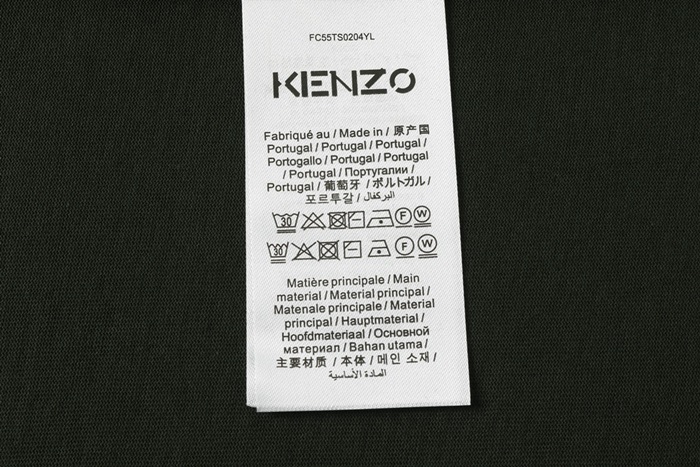 FC55TS0204YL
KENZO
Fabriqué au / Made in / 原产国
Portugal / Portugal / Portugal /
Portogallo / Portugal / Portugal
/ Portugal / Португалии /
Portugal / 葡萄牙 / ポルトガル /
포르투갈 / البركفال /
30 F W
30 F W
Matière principale / Main
material / Material principal /
Matenale principale / Material
principal / Hauptmaterial /
Hoofdmateriaal / Основной
материал / Bahan utama /
主要材质 / 本体 / 메인 소재 /
المادة الأساسية